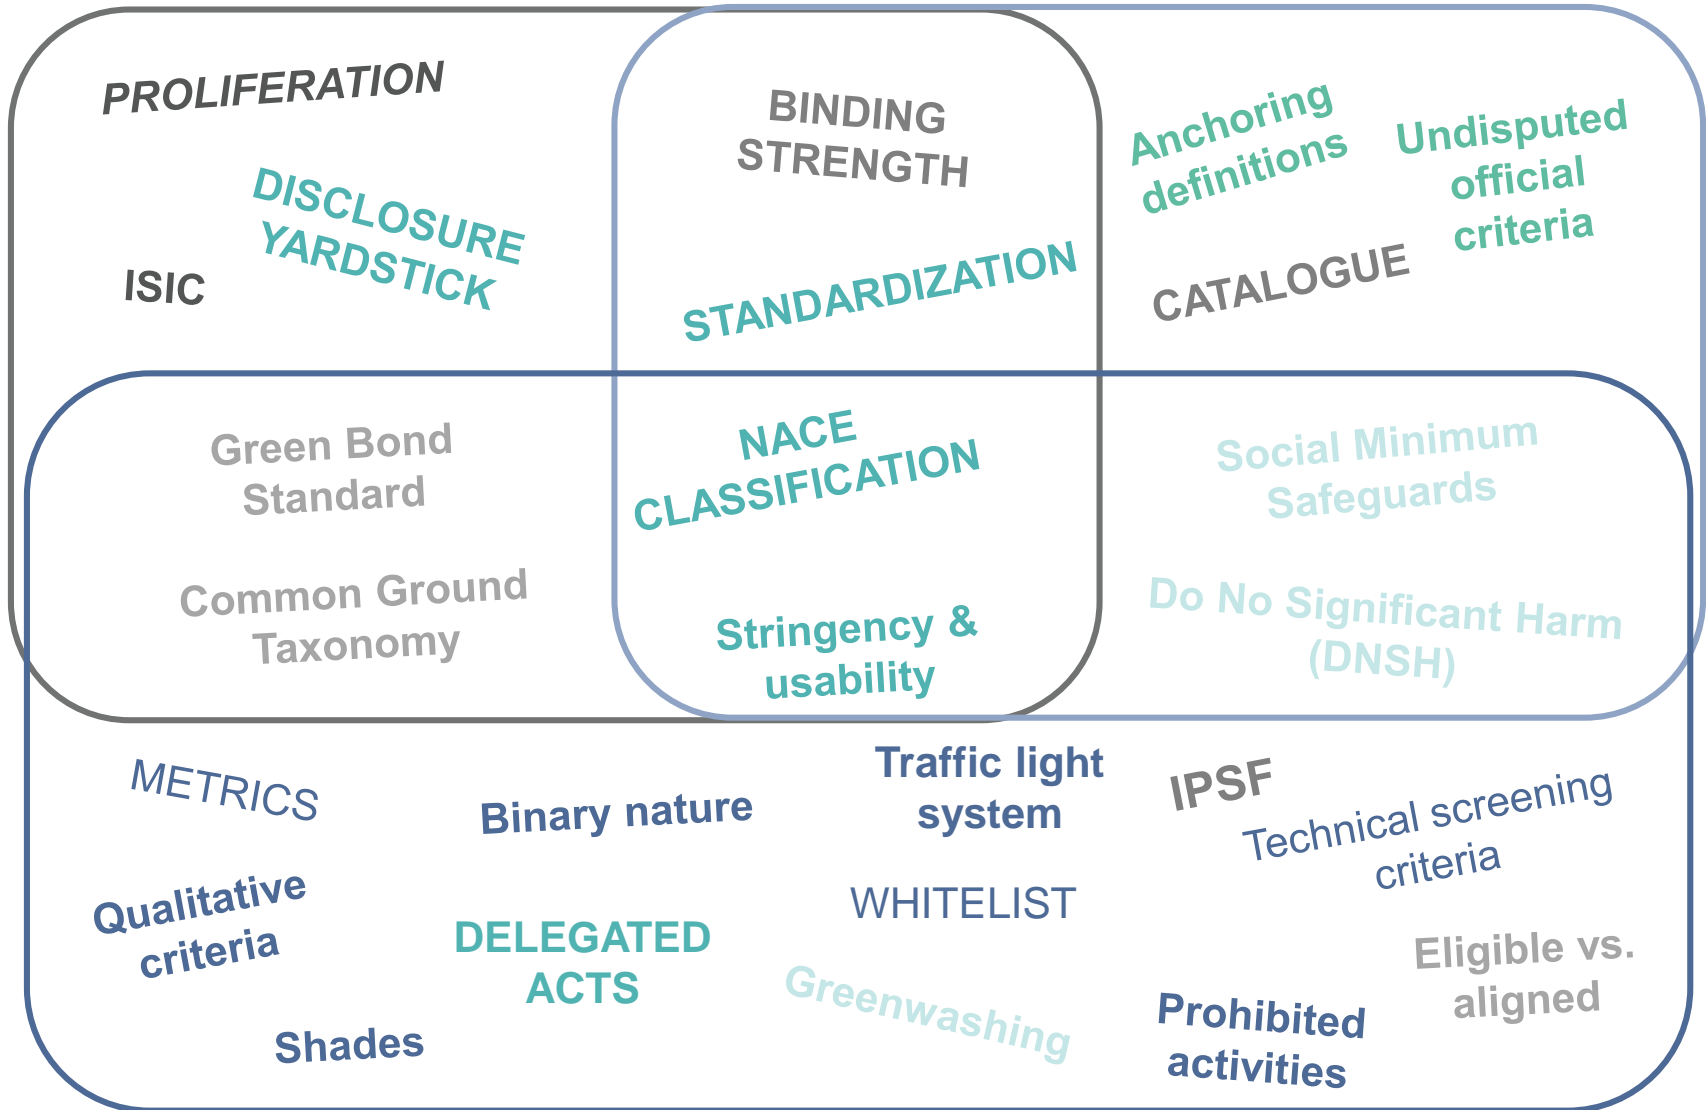 PROLIFERATION
DISCLOSURE
YARDSTICK
ISIC
BINDING
STRENGTH
STANDARDIZATION
Anchoring
definitions
Undisputed
official
criteria
CATALOGUE
Green Bond
Standard
Common Ground
Taxonomy
NACE
CLASSIFICATION
Stringency &
usability
Social Minimum
Safeguards
Do No Significant Harm
(DNSH)
METRICS
Binary nature
Traffic light
system
IPSF
Technical screening
criteria
Qualitative
criteria
DELEGATED
ACTS
WHITELIST
Eligible vs.
aligned
Greenwashing
Shades
Prohibited
activities